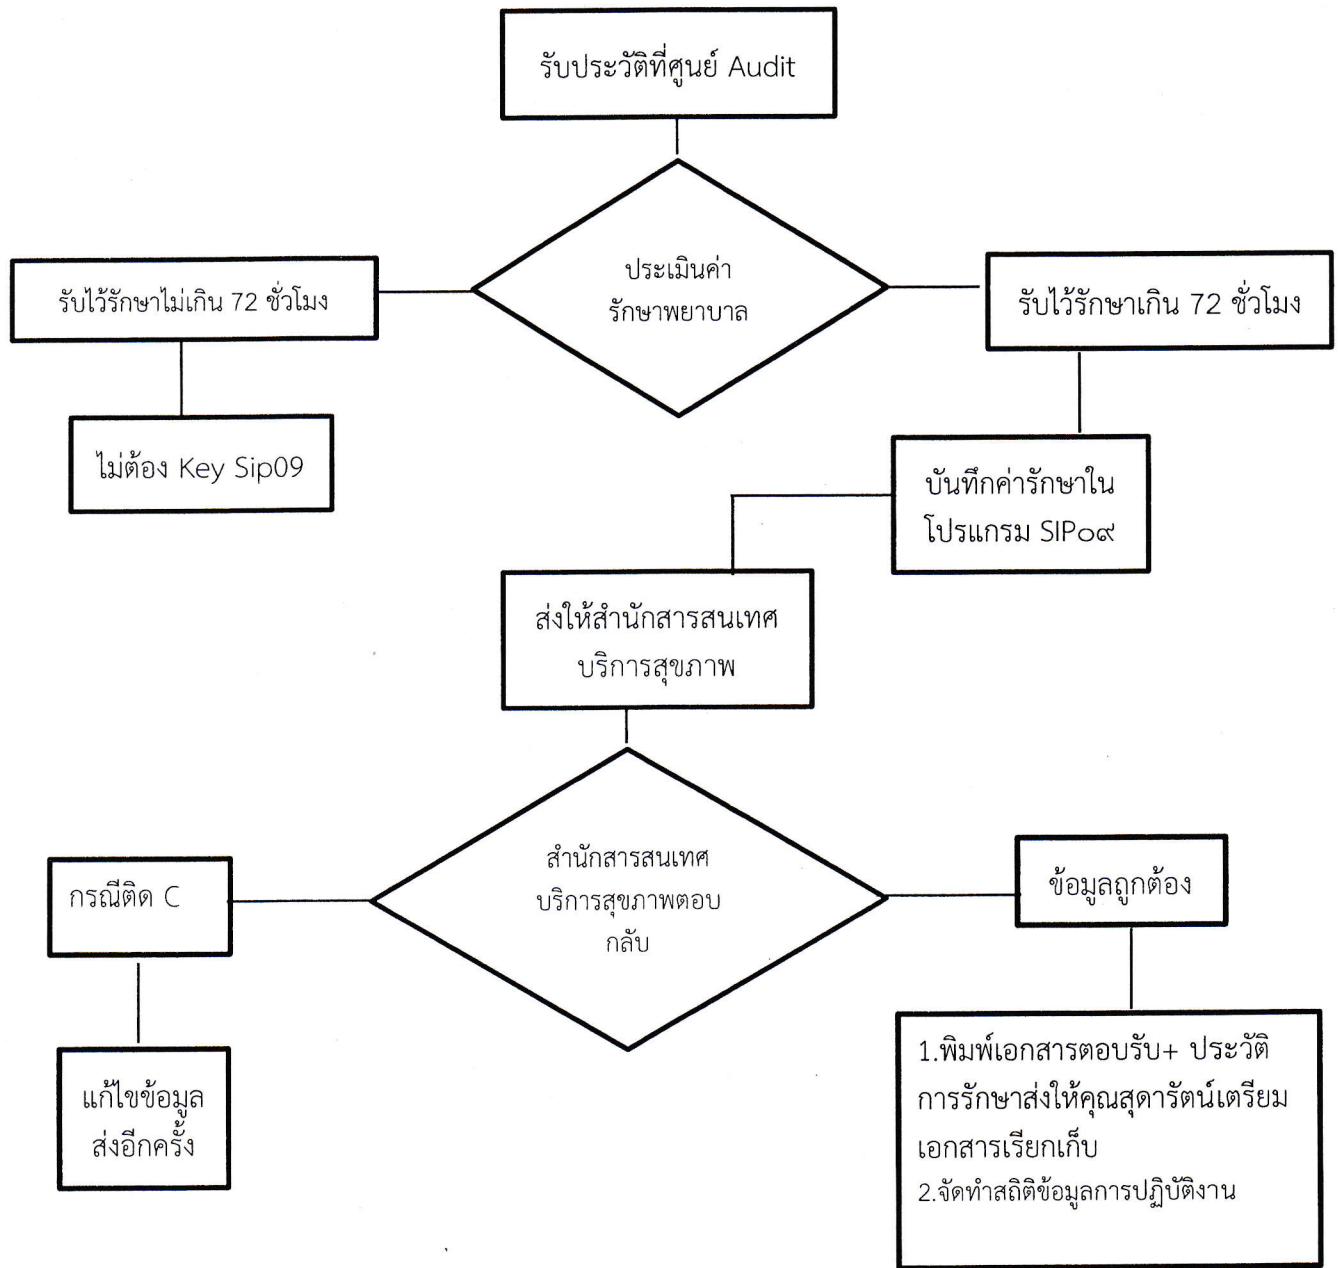 รับประวัติที่ศูนย์ Audit
ประเมินค่า
รักษาพยาบาล
รับไว้รักษาไม่เกิน 72 ชั่วโมง
รับไว้รักษาเกิน 72 ชั่วโมง
ไม่ต้อง Key Sip09
บันทึกค่ารักษาใน
โปรแกรม SIP๐๙
ส่งให้สำนักสารสนเทศ
บริการสุขภาพ
สำนักสารสนเทศ
บริการสุขภาพตอบ
กลับ
กรณีติด C
ข้อมูลถูกต้อง
แก้ไขข้อมูล
ส่งอีกครั้ง
1.พิมพ์เอกสารตอบรับ+ ประวัติ
การรักษาส่งให้คุณสุดารัตน์เตรียม
เอกสารเรียกเก็บ
2.จัดทำสถิติข้อมูลการปฏิบัติงาน